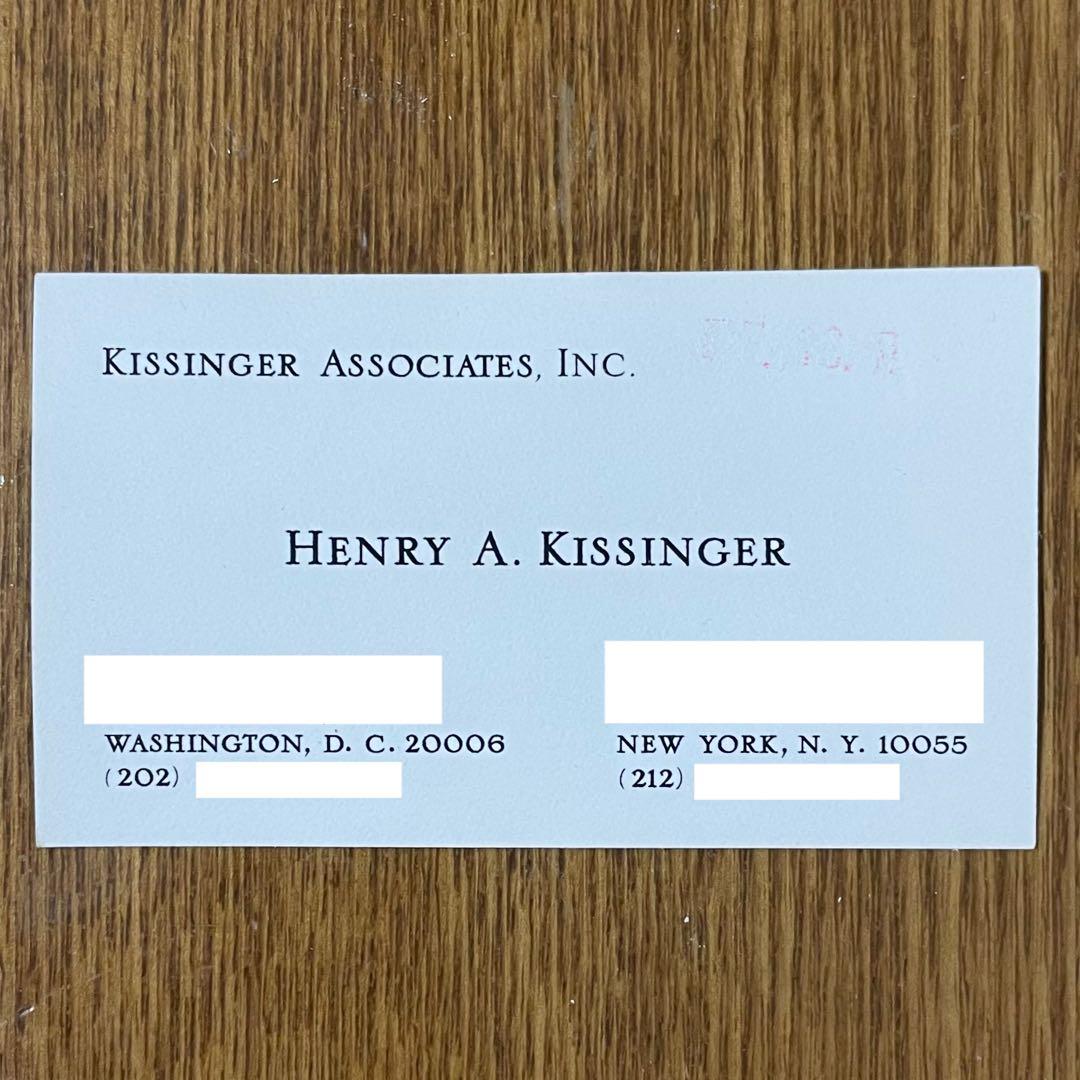 KISSINGER ASSOCIATES, INC.
HENRY A. KISSINGER
WASHINGTON, D. C. 20006
(202)
NEW YORK, N. Y. 10055
(212)